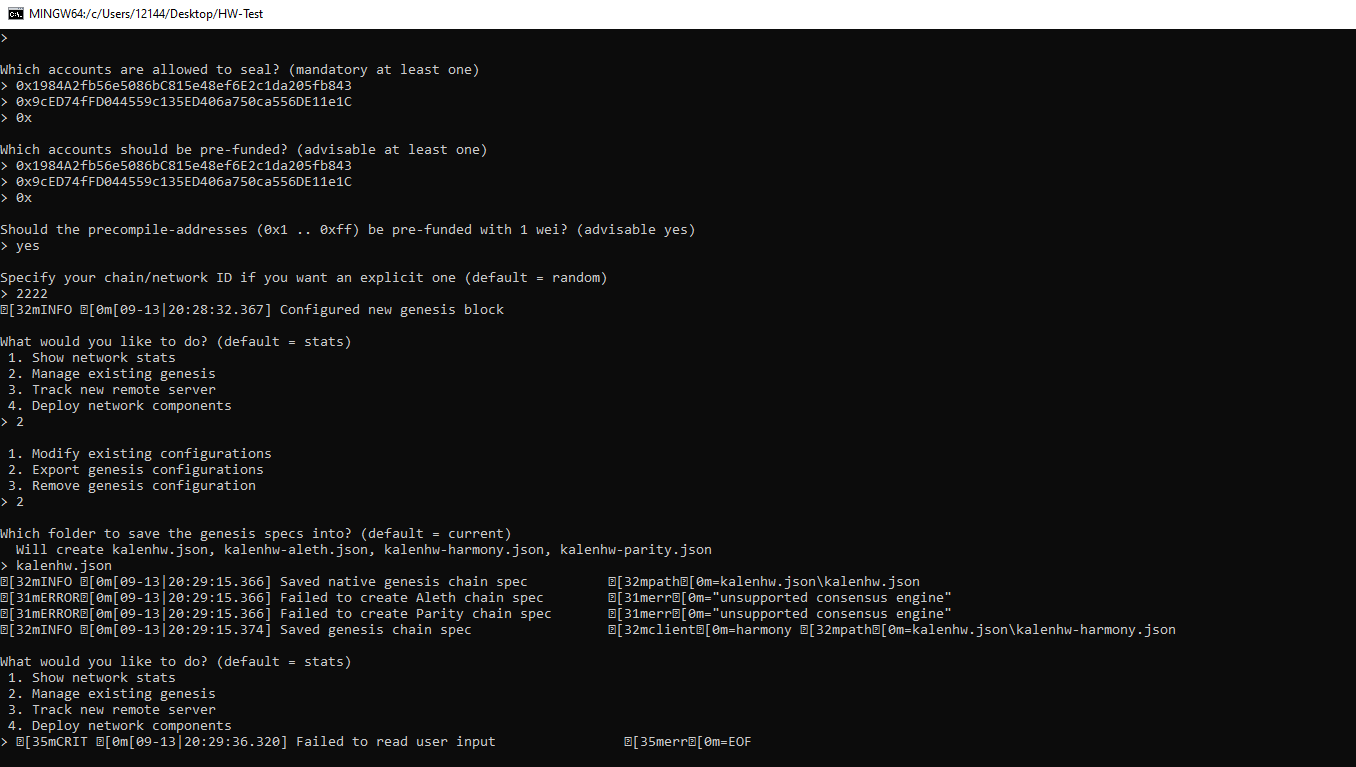 MINGW64:/c/Users/12144/Desktop/HW-Test
>
Which accounts are allowed to seal? (mandatory at least one)
> 0x1984A2fb56e5086bC815e48ef6E2c1da205fb843
> 0x9cED74fFD044559c135ED406a750ca556DE11e1C
> 0x
Which accounts should be pre-funded? (advisable at least one)
> 0x1984A2fb56e5086bC815e48ef6E2c1da205fb843
> 0x9cED74fFD044559c135ED406a750ca556DE11e1C
> 0x
Should the precompile-addresses (0x1 .. 0xff) be pre-funded with 1 wei? (advisable yes)
> yes
Specify your chain/network ID if you want an explicit one (default = random)
> 2222
[32mINFO [0m[09-13|20:28:32.367] Configured new genesis block
What would you like to do? (default = stats)
1. Show network stats
2. Manage existing genesis
3. Track new remote server
4. Deploy network components
> 2
1. Modify existing configurations
2. Export genesis configurations
3. Remove genesis configuration
> 2
Which folder to save the genesis specs into? (default = current)
Will create kalenhw.json, kalenhw-aleth.json, kalenhw-harmony.json, kalenhw-parity.json
> kalenhw.json
[32mINFO [0m[09-13|20:29:15.366] Saved native genesis chain spec [32mpath[0m=kalenhw.json\kalenhw.json
[31mERROR[0m[09-13|20:29:15.366] Failed to create Aleth chain spec [31merr[0m="unsupported consensus engine"
[31mERROR[0m[09-13|20:29:15.366] Failed to create Parity chain spec [31merr[0m="unsupported consensus engine"
[32mINFO [0m[09-13|20:29:15.374] Saved genesis chain spec [32mclient[0m=harmony [32mpath[0m=kalenhw.json\kalenhw-harmony.json
What would you like to do? (default = stats)
1. Show network stats
2. Manage existing genesis
3. Track new remote server
4. Deploy network components
> [35mCRIT [0m[09-13|20:29:36.320] Failed to read user input [35merr[0m=EOF